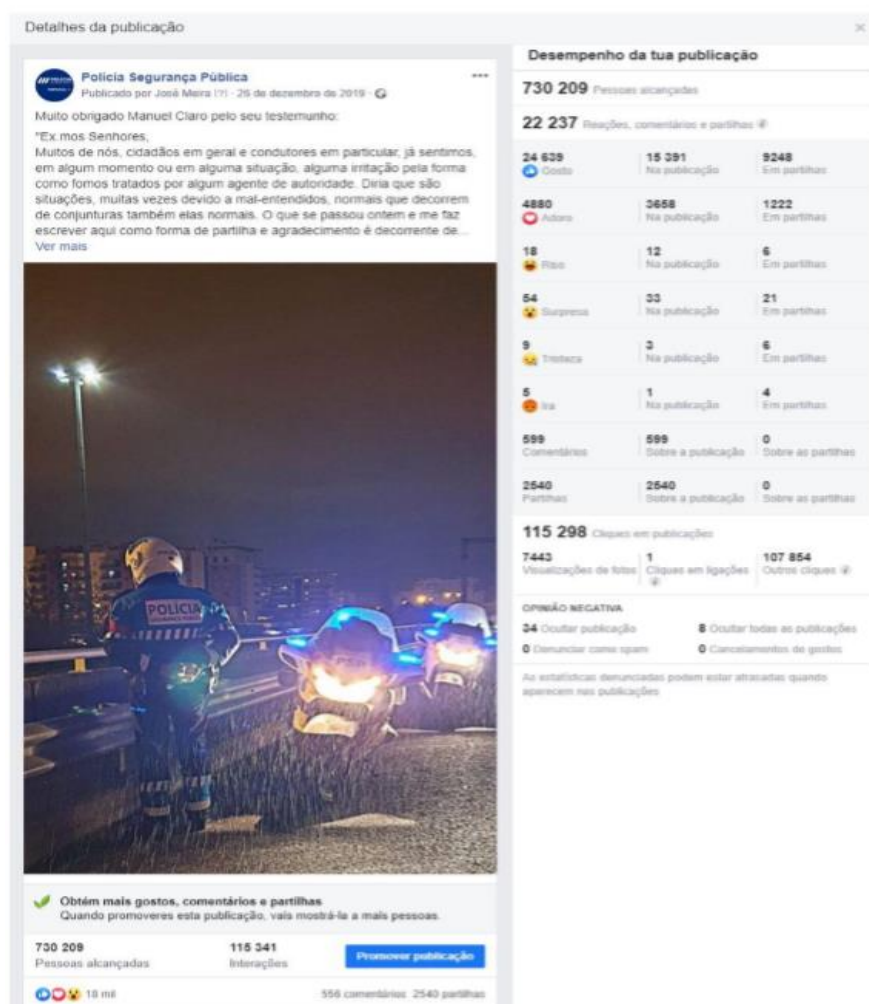 Detalhes da publicação
Polícia Segurança Pública
Publicado por José Meira [?] · 26 de dezembro de 2019 ·
Muito obrigado Manuel Claro pelo seu testemunho:
"Ex.mos Senhores,
Muitos de nós, cidadãos em geral e condutores em particular, já sentimos,
em algum momento ou em alguma situação, alguma irritação pela forma
como fomos tratados por algum agente de autoridade. Diria que são
situações, muitas vezes devido a mal-entendidos, normais que decorrem
de conjunturas também elas normais. O que se passou ontem e me faz
escrever aqui como forma de partilha e agradecimento é decorrente de...
Ver mais
POLÍCIA
Obtém mais gostos, comentários e partilhas
Quando promoveres esta publicação, vais mostrá-la a mais pessoas.
730 209 115 341 Promover publicação
Pessoas alcançadas Interações
18 mil 556 comentários 2540 partilhas
Desempenho da tua publicação
730 209 Pessoas alcançadas
22 237 Reações, comentários e partilhas
24 639 15 391 9248
Gosto Na publicação Em partilhas
4880 3658 1222
Adoro Na publicação Em partilhas
18 12 6
Riso Na publicação Em partilhas
54 33 21
Surpresa Na publicação Em partilhas
9 3 6
Tristeza Na publicação Em partilhas
5 1 4
Ira Na publicação Em partilhas
599 599 0
Comentários Sobre a publicação Sobre as partilhas
2540 2540 0
Partilhas Sobre a publicação Sobre as partilhas
115 298 Cliques em publicações
7443 1 107 854
Visualizações de fotos Cliques em ligações Outros cliques
OPINIÃO NEGATIVA
34 Ocultar publicação 8 Ocultar todas as publicações
0 Denunciar como spam 0 Cancelamentos de gostos
As estatísticas denunciadas podem estar atrasadas quando
aparecem nas publicações